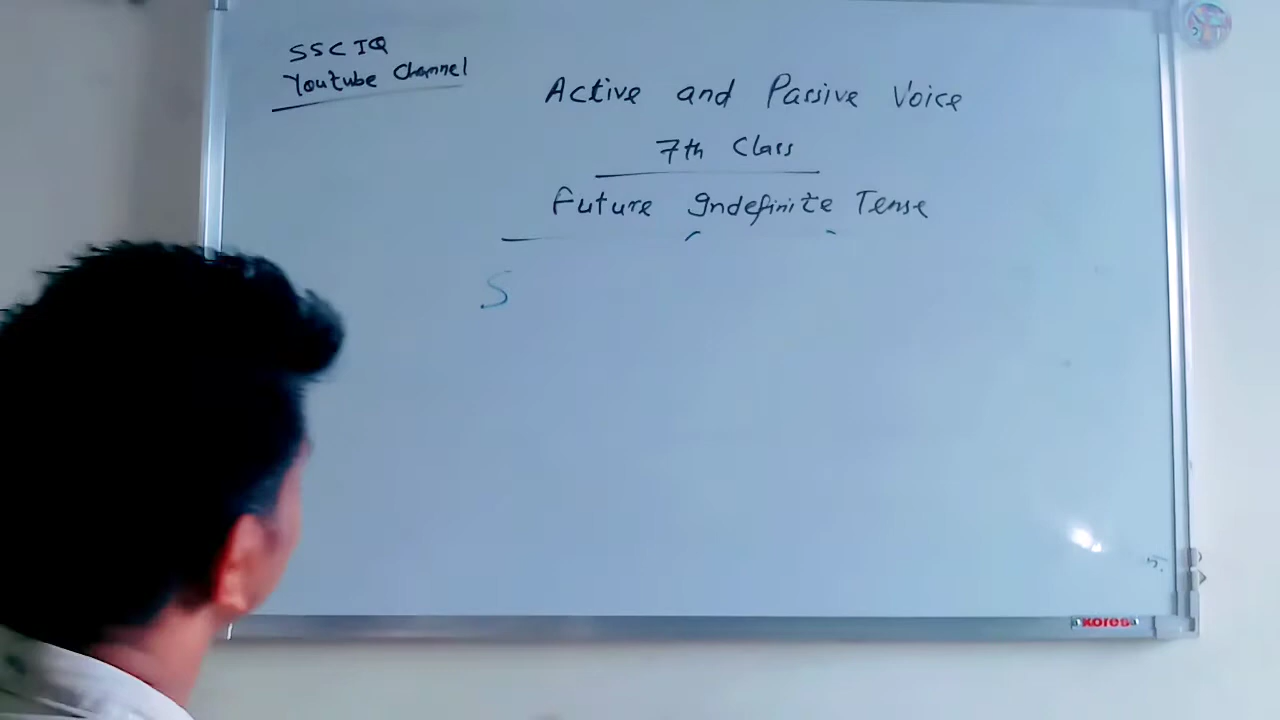 SSC IQ
Youtube Channel
Active and Passive Voice
7th Class
Future Indefinite Tense
S
kores